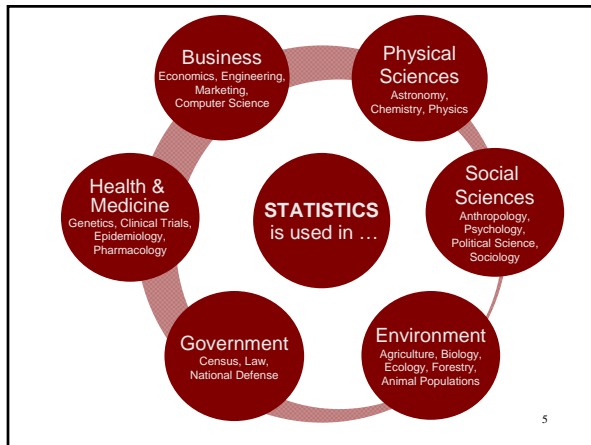 Business
Economics, Engineering,
Marketing,
Computer Science
Physical
Sciences
Astronomy,
Chemistry, Physics
Social
Sciences
Anthropology,
Psychology,
Political Science,
Sociology
Environment
Agriculture, Biology,
Ecology, Forestry,
Animal Populations
Government
Census, Law,
National Defense
Health &
Medicine
Genetics, Clinical Trials,
Epidemiology,
Pharmacology
STATISTICS
is used in …
5